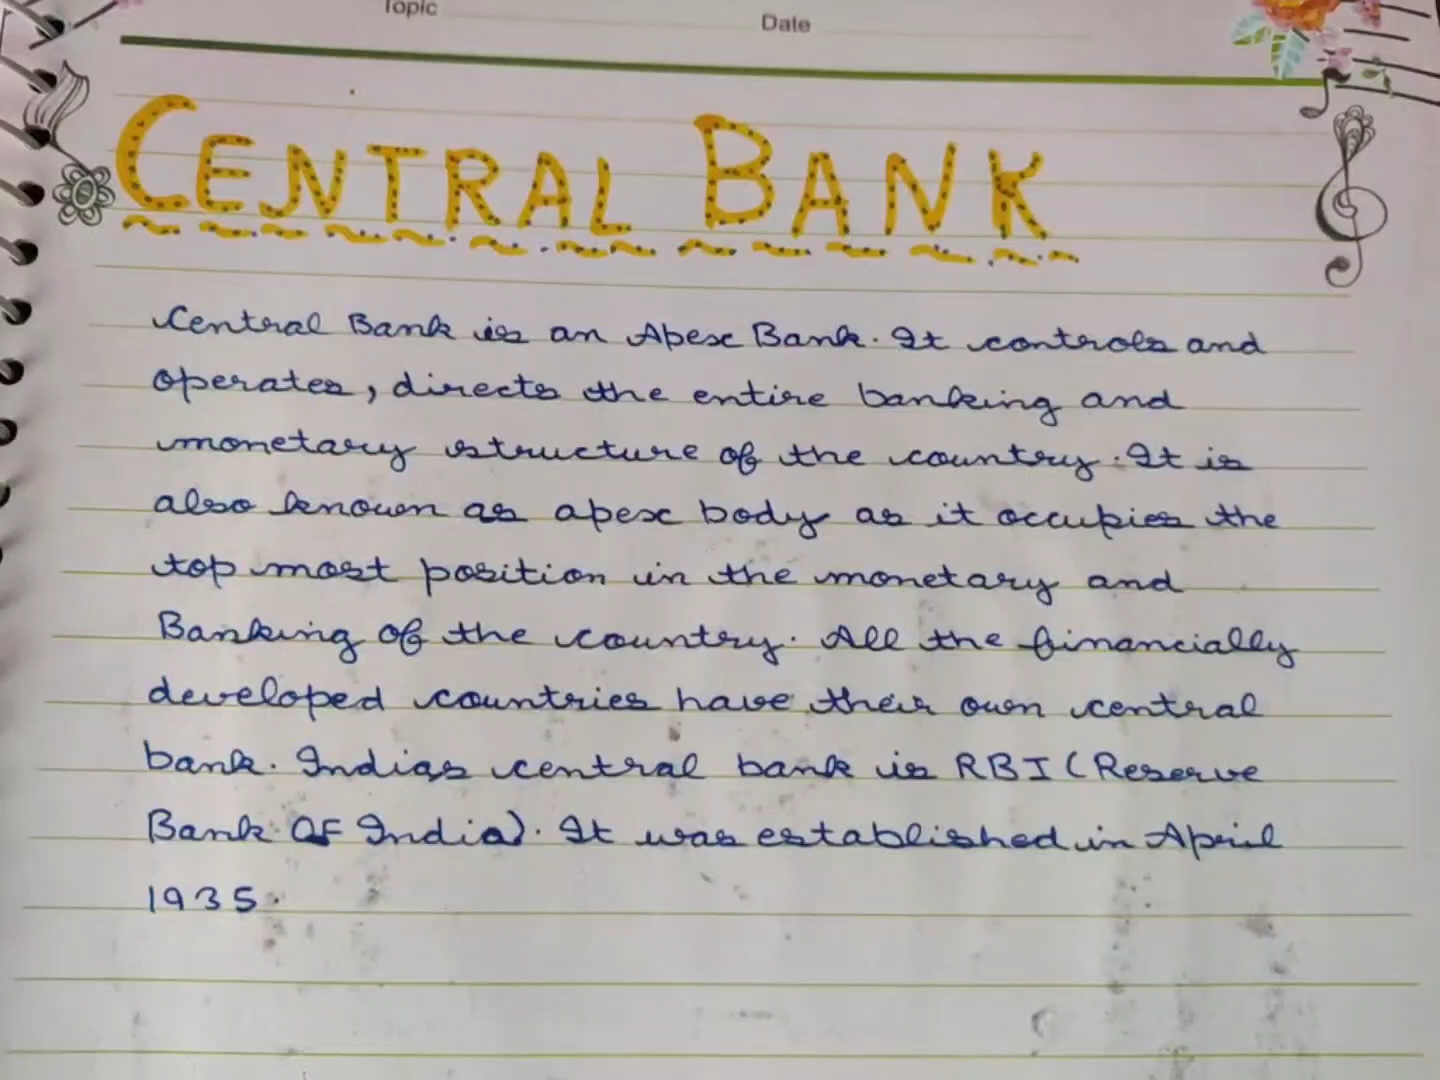 Topic
Date
CENTRAL BANK
Central Bank is an Apex Bank. It controls and
operates, directs the entire banking and
monetary structure of the country. It is
also known as apex body as it occupies the
top most position in the monetary and
Banking of the country. All the financially
developed countries have their own central
bank. Indias central bank is RBI (Reserve
Bank Of India). It was established in April
1935.